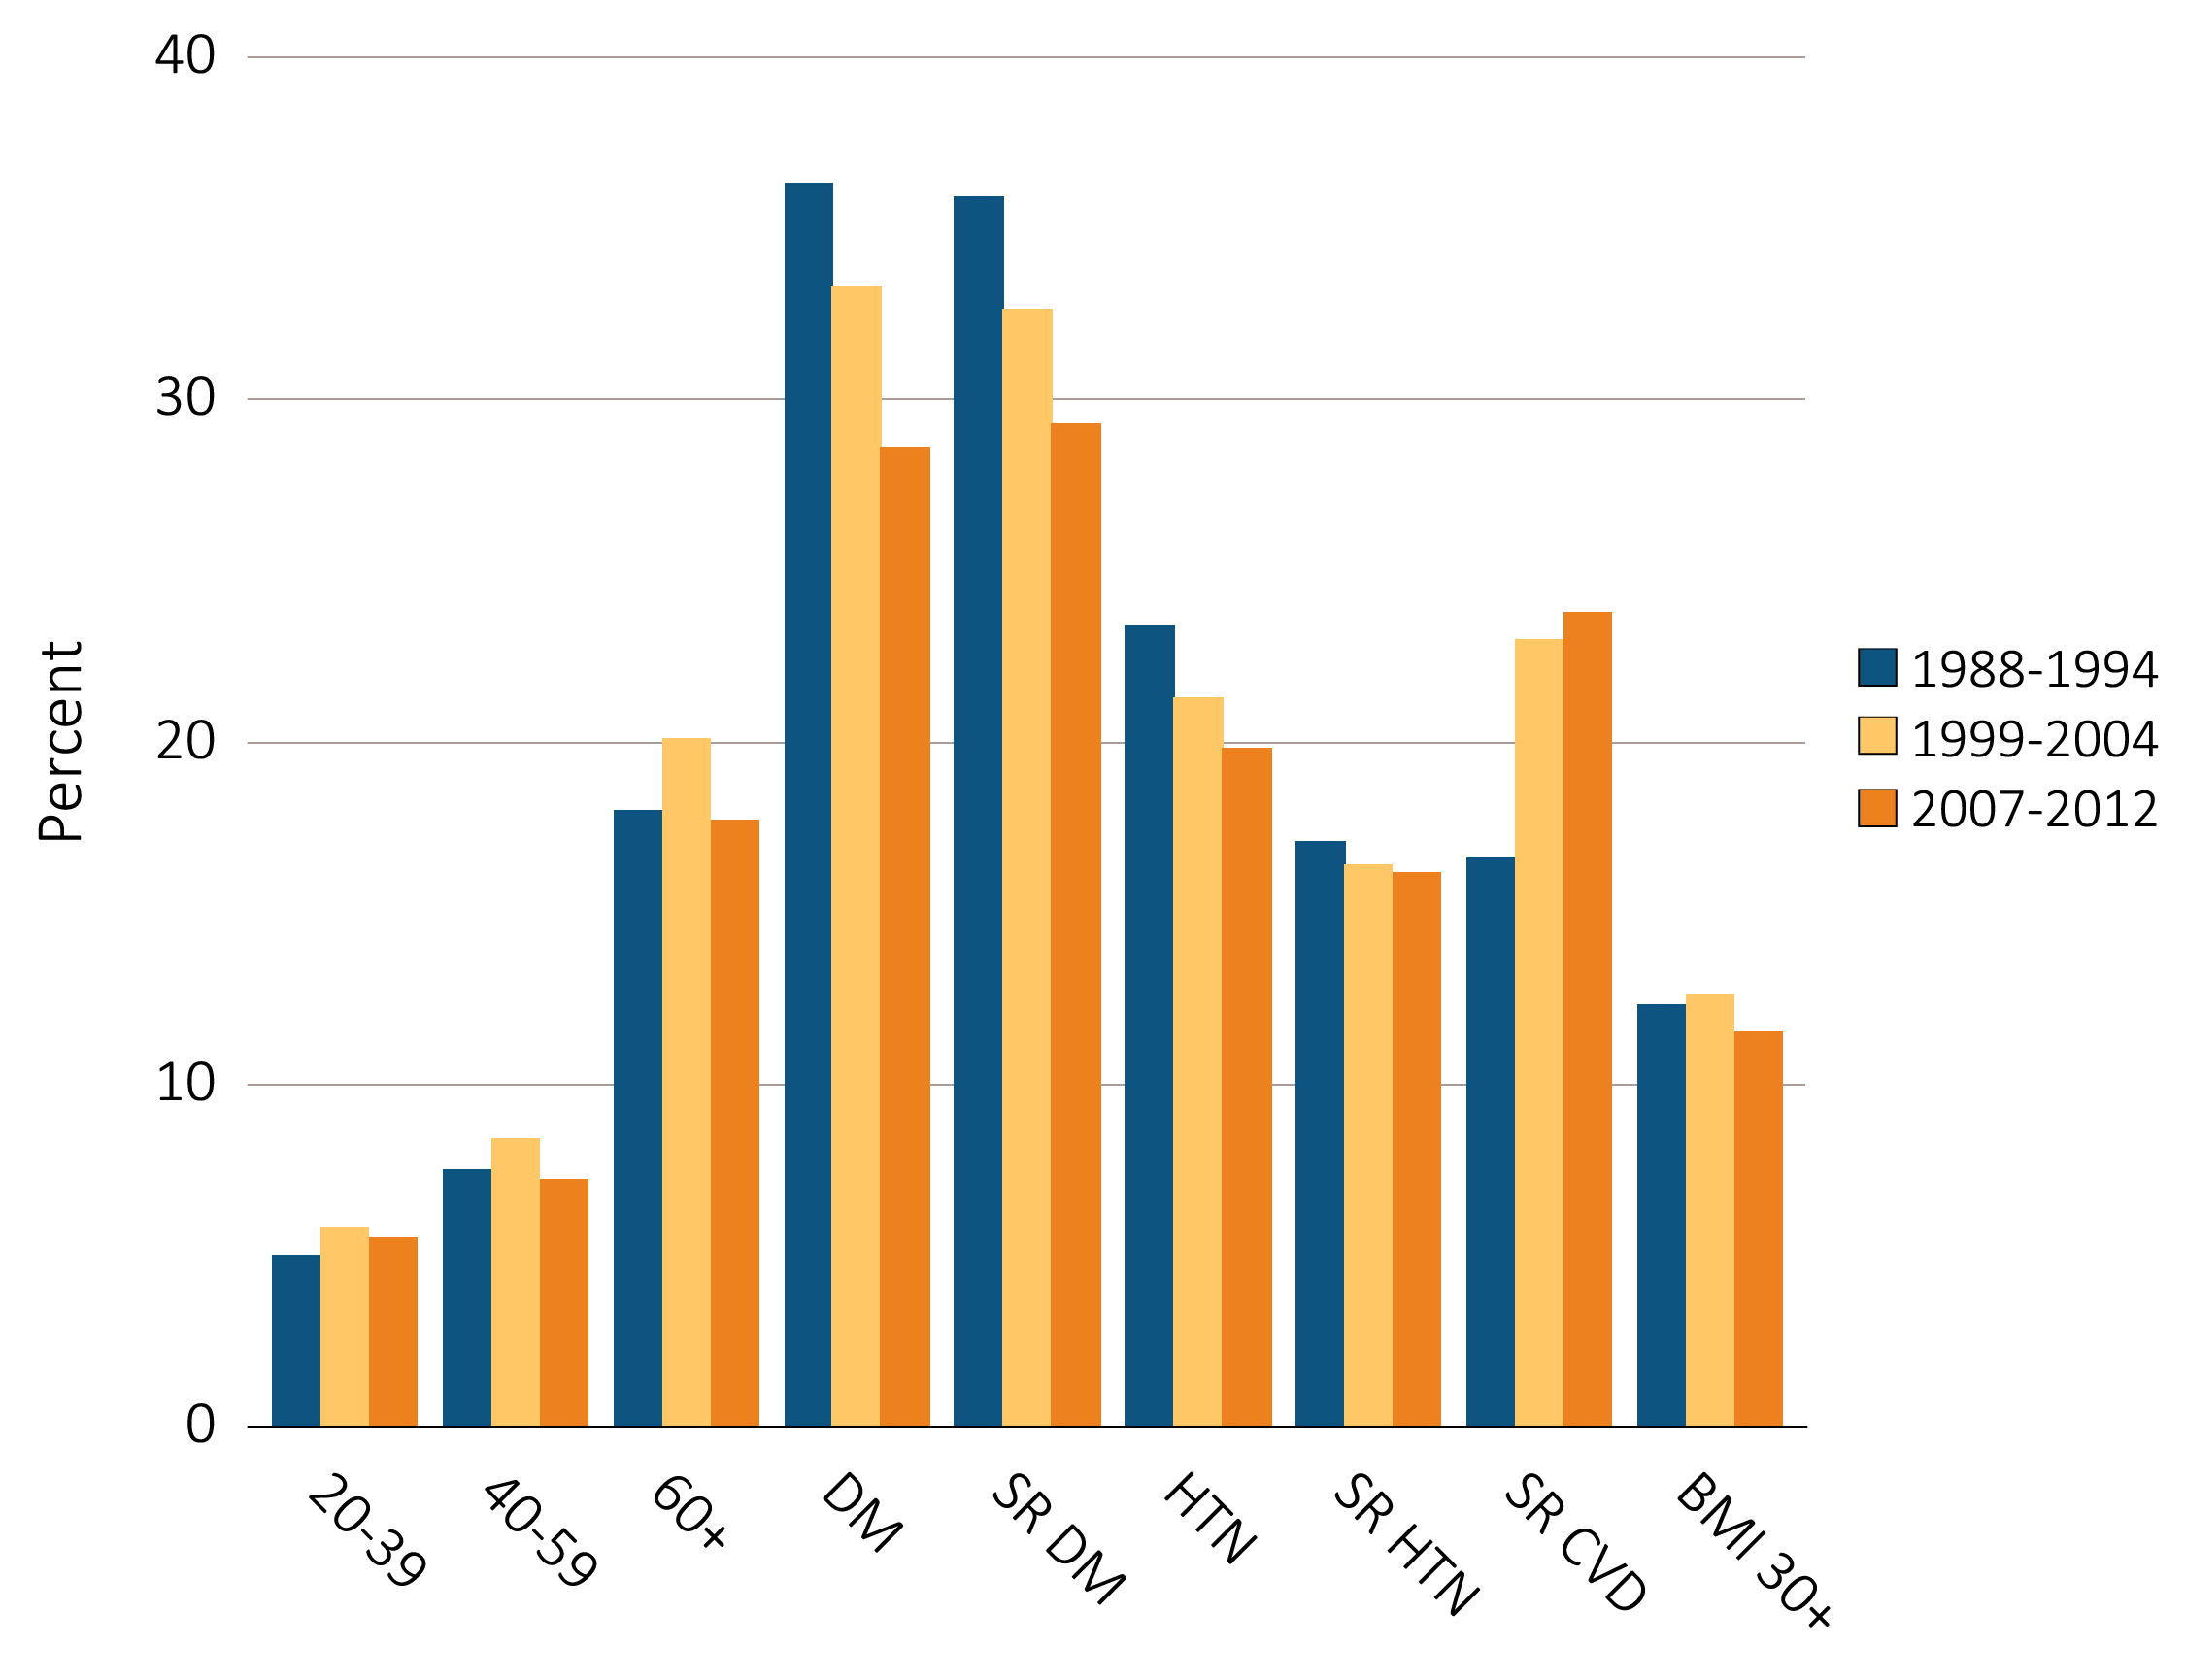 40
30
20
10
0
Percent
20-39
40-59
60+
DM
SR DM
HTN
SR HTN
SR CVD
BMI 30+
1988-1994
1999-2004
2007-2012